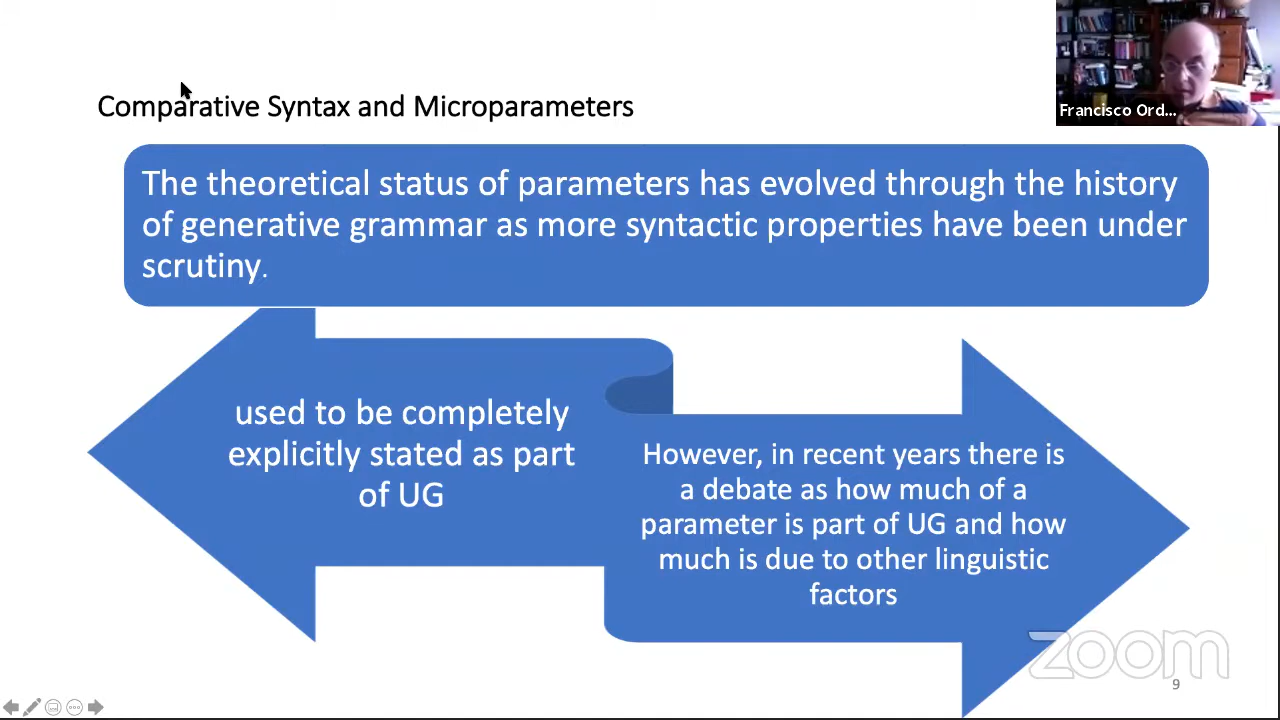 Francisco Ord...
Comparative Syntax and Microparameters
The theoretical status of parameters has evolved through the history
of generative grammar as more syntactic properties have been under
scrutiny.
used to be completely
explicitly stated as part
of UG
However, in recent years there is
a debate as how much of a
parameter is part of UG and how
much is due to other linguistic
factors
zoom
9